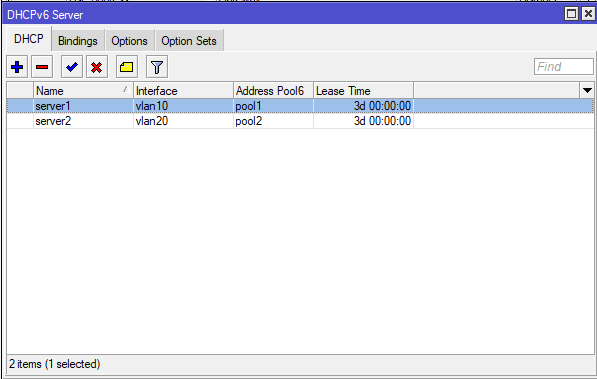 DHCPv6 Server
DHCP Bindings Options Option Sets
Find
Name Interface Address Pool6 Lease Time
server1 vlan10 pool1 3d 00:00:00
server2 vlan20 pool2 3d 00:00:00
2 items (1 selected)